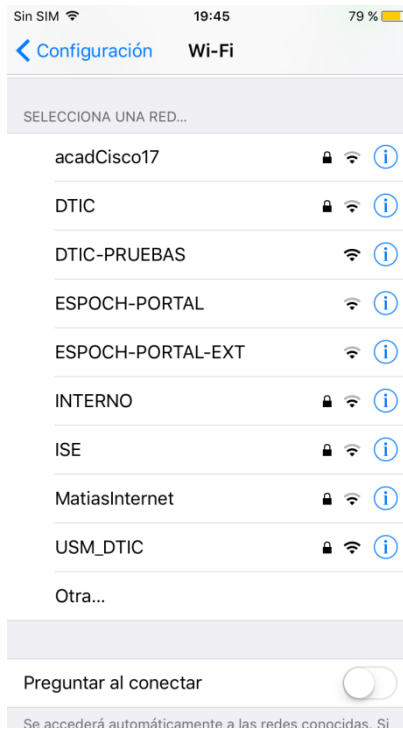 Sin SIM 19:45 79 %
Configuración Wi-Fi
SELECCIONA UNA RED...
acadCisco17
DTIC
DTIC-PRUEBAS
ESPOCH-PORTAL
ESPOCH-PORTAL-EXT
INTERNO
ISE
MatiasInternet
USM_DTIC
Otra...
Preguntar al conectar
Se accederá automáticamente a las redes conocidas. Si